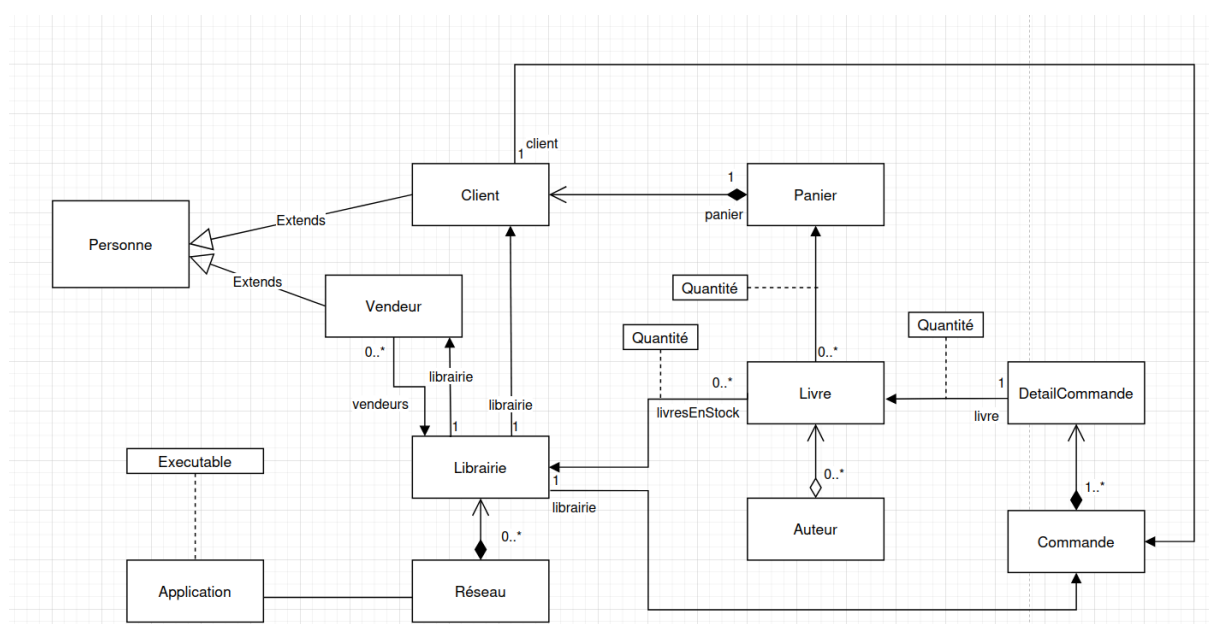 client
1
Client
1
Panier
panier
Extends
Personne
Extends
Vendeur
Quantité
Quantité
Quantité
0..*
0..*
librairie
vendeurs
librairie
0..*
livresEnStock
Livre
1
DetailCommande
livre
1
1
Executable
Librairie
1
librairie
0..*
1..*
Auteur
0..*
Commande
Application
Réseau